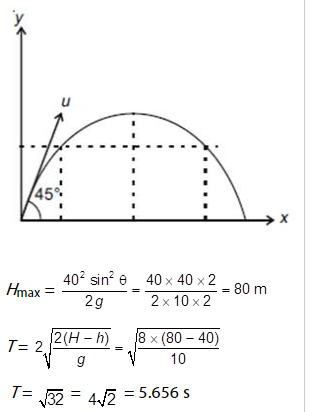 y
u
45°
x
H_max = 40² sin² θ / 2g = 40 × 40 × 2 / 2 × 10 × 2 = 80 m
T = 2√(2(H – h) / g) = √(8 × (80 – 40) / 10)
T = √32 = 4√2 = 5.656 s